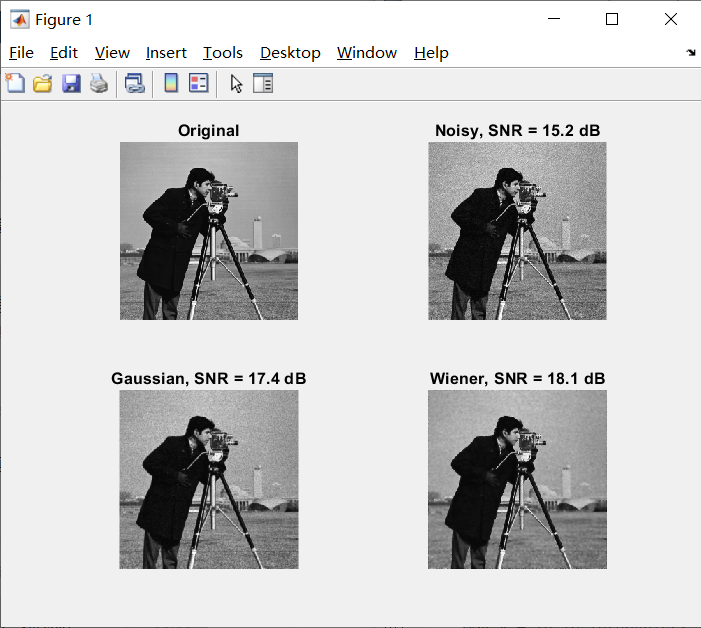 Figure 1
File Edit View Insert Tools Desktop Window Help
Original
Noisy, SNR = 15.2 dB
Gaussian, SNR = 17.4 dB
Wiener, SNR = 18.1 dB